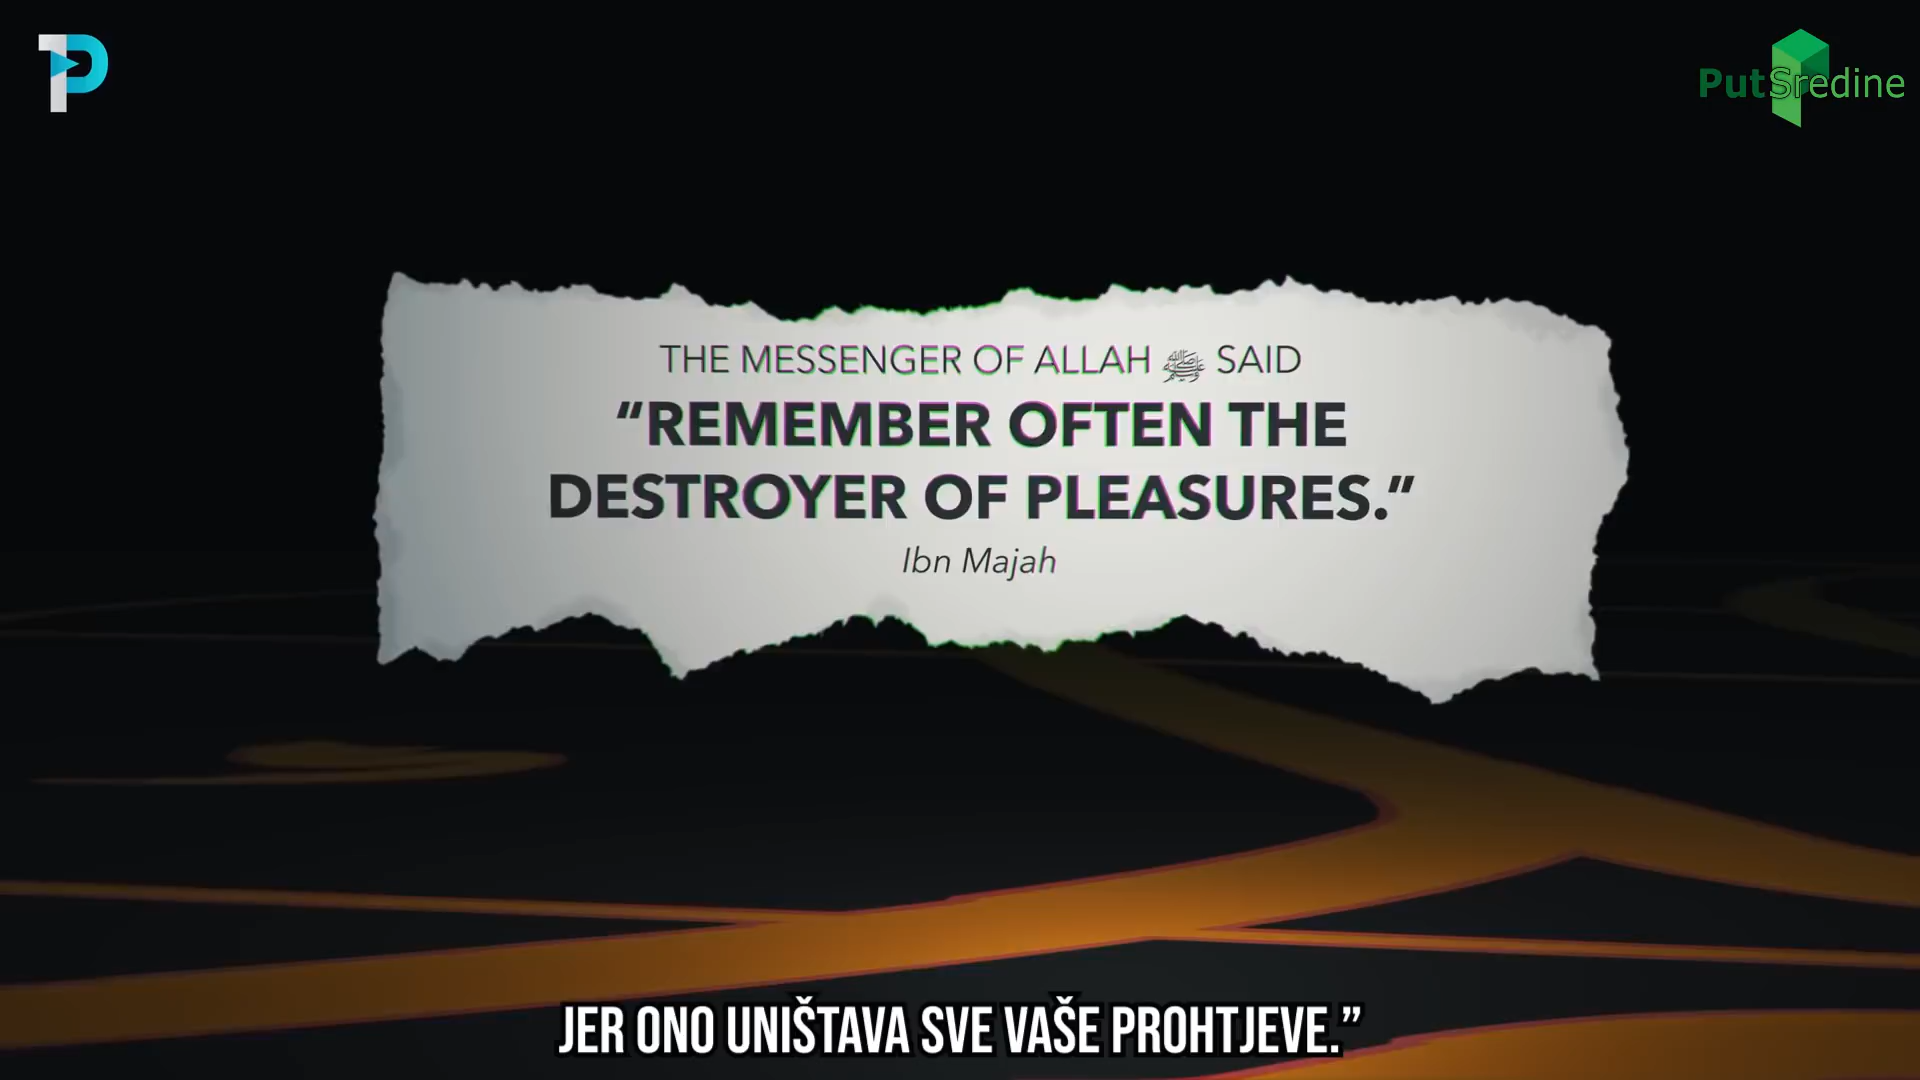 PutSredine
THE MESSENGER OF ALLAH ﷺ SAID
“REMEMBER OFTEN THE
DESTROYER OF PLEASURES.”
Ibn Majah
JER ONO UNIŠTAVA SVE VAŠE PROHTJEVE.”